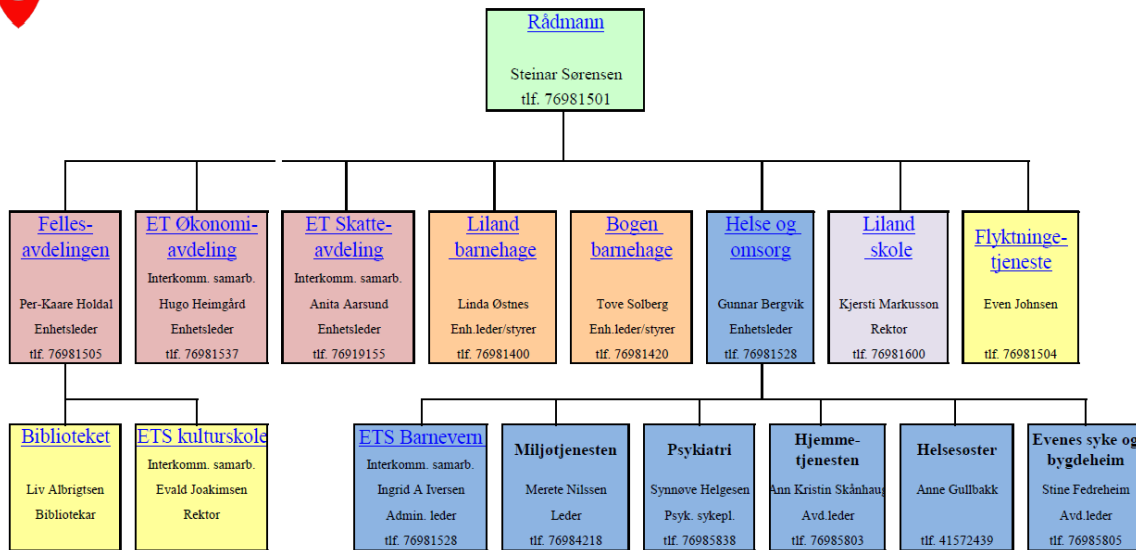 Rådmann
Steinar Sørensen
tlf. 76981501
Felles-
avdelingen
Per-Kaare Holdal
Enhetsleder
tlf. 76981505
ET Økonomi-
avdeling
Interkomm. samarb.
Hugo Heimgård
Enhetsleder
tlf. 76981537
ET Skatte-
avdeling
Interkomm. samarb.
Anita Aarsund
Enhetsleder
tlf. 76919155
Liland
barnehage
Linda Østnes
Enh.leder/styrer
tlf. 76981400
Bogen
barnehage
Tove Solberg
Enh.leder/styrer
tlf. 76981420
Helse og
omsorg
Gunnar Bergvik
Enhetsleder
tlf. 76981528
Liland
skole
Kjersti Markusson
Rektor
tlf. 76981600
Flyktninge-
tjeneste
Even Johnsen
tlf. 76981504
Biblioteket
Liv Albrigtsen
Bibliotekar
ETS kulturskole
Interkomm. samarb.
Evald Joakimsen
Rektor
ETS Barnevern
Interkomm. samarb.
Ingrid A Iversen
Admin. leder
tlf. 76981528
Miljøtjenesten
Merete Nilssen
Leder
tlf. 76984218
Psykiatri
Synnøve Helgesen
Psyk. sykepl.
tlf. 76985838
Hjemme-
tjenesten
Ann Kristin Skånhaug
Avd.leder
tlf. 76985803
Helsesøster
Anne Gullbakk
tlf. 41572439
Evenes syke og
bygdeheim
Stine Fedreheim
Avd.leder
tlf. 76985805